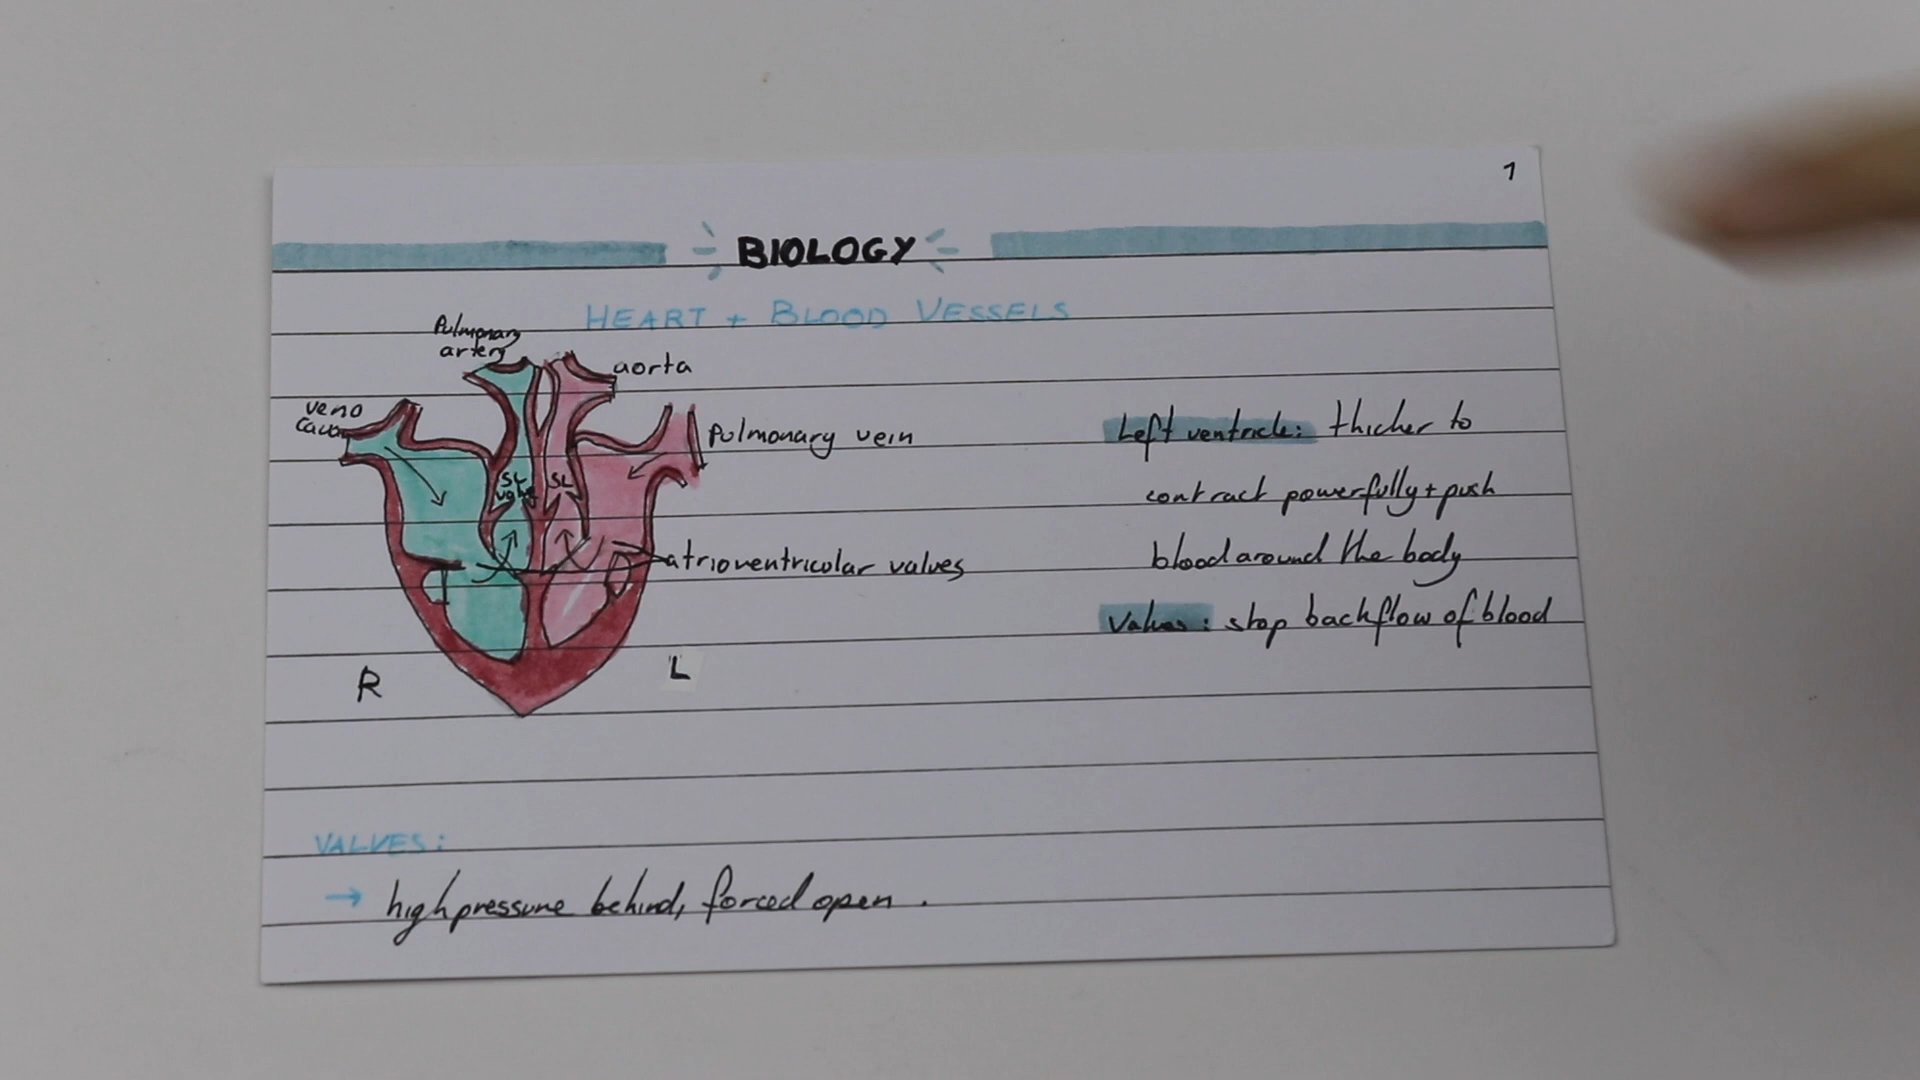 1
BIOLOGY
HEART + BLOOD VESSELS
Pulmonary
artery
aorta
veno
Cava
Pulmonary vein
SL
valve
SL
atrioventricular valves
R
L
Left ventricle: thicker to
contract powerfully + push
blood around the body
Valves: stop backflow of blood
VALVES:
→ high pressure behind, forced open.